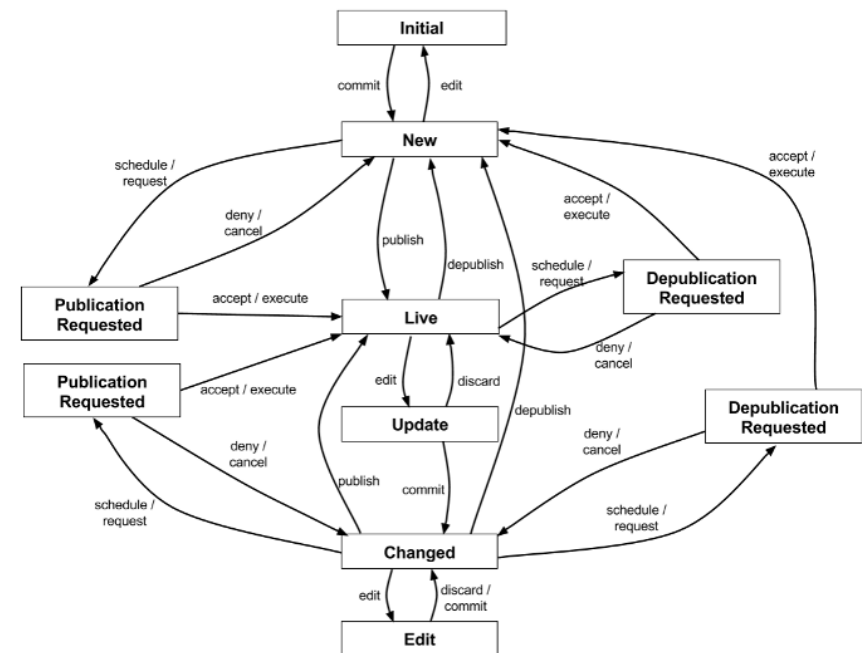 Initial
commit
edit
New
schedule /
request
accept /
execute
deny /
cancel
accept /
execute
publish
depublish
schedule /
request
Depublication
Requested
Publication
Requested
accept / execute
Live
deny /
cancel
Publication
Requested
accept / execute
edit
discard
Depublication
Requested
Update
depublish
deny /
cancel
deny /
cancel
publish
commit
schedule /
request
schedule /
request
Changed
edit
discard /
commit
Edit